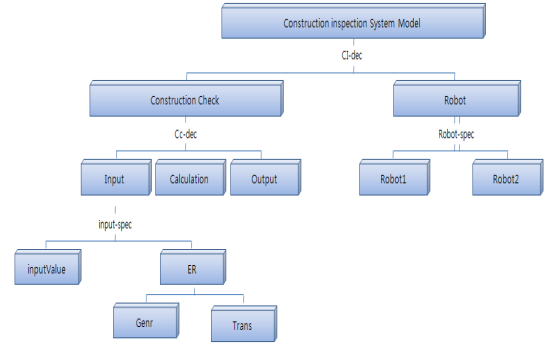 Construction inspection System Model
CI-dec
Construction Check
Robot
Cc-dec
Robot-spec
Input
Calculation
Output
Robot1
Robot2
input-spec
inputValue
ER
Genr
Trans